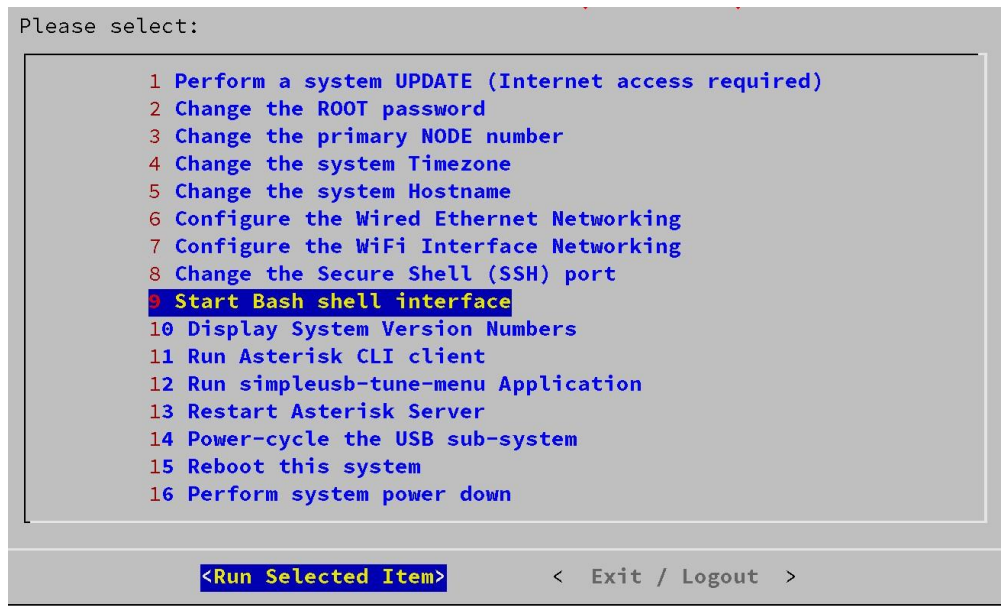 Please select:
1 Perform a system UPDATE (Internet access required)
2 Change the ROOT password
3 Change the primary NODE number
4 Change the system Timezone
5 Change the system Hostname
6 Configure the Wired Ethernet Networking
7 Configure the WiFi Interface Networking
8 Change the Secure Shell (SSH) port
9 Start Bash shell interface
10 Display System Version Numbers
11 Run Asterisk CLI client
12 Run simpleusb-tune-menu Application
13 Restart Asterisk Server
14 Power-cycle the USB sub-system
15 Reboot this system
16 Perform system power down
<Run Selected Item> < Exit / Logout >